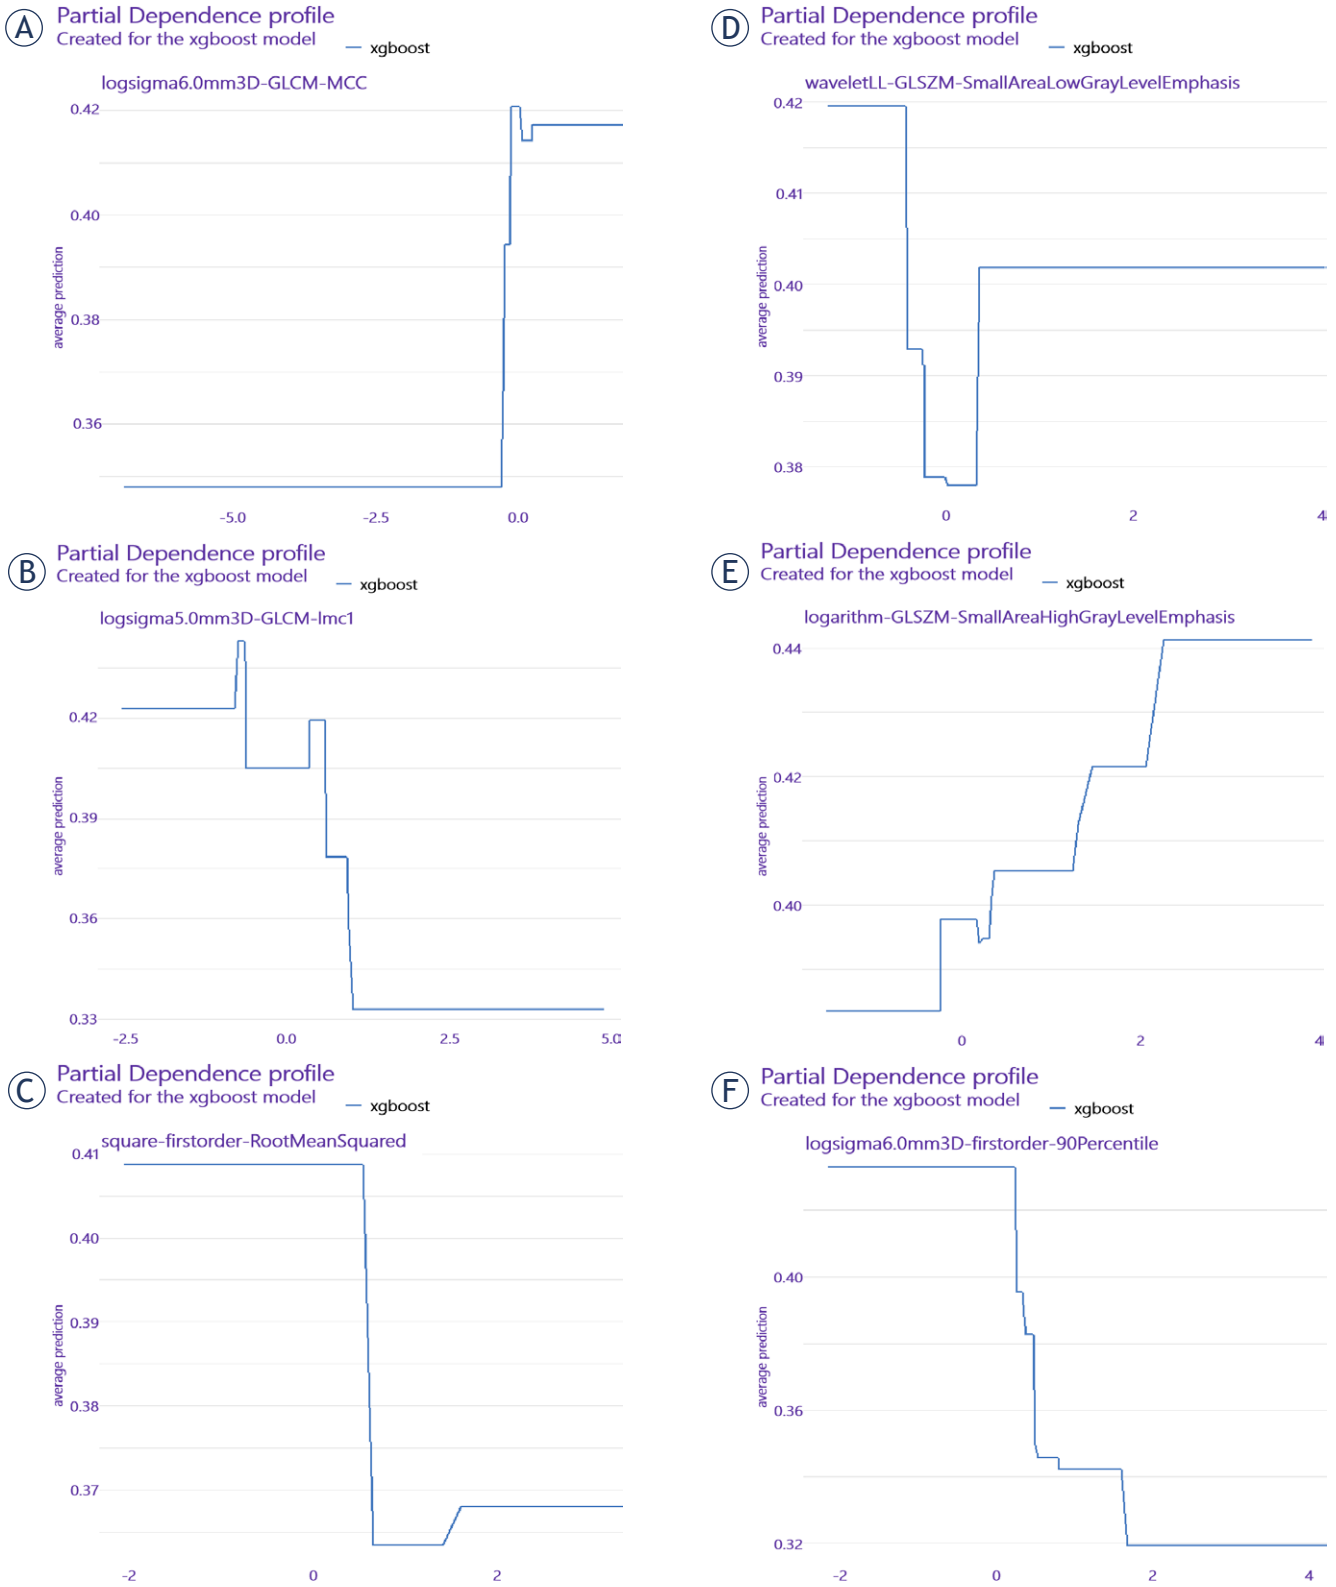 A
Partial Dependence profile
Created for the xgboost model
xgboost
logsigma6.0mm3D-GLCM-MCC
0.42
0.40
0.38
0.36
average prediction
-5.0
-2.5
0.0
B
Partial Dependence profile
Created for the xgboost model
xgboost
logsigma5.0mm3D-GLCM-lmc1
0.42
0.39
0.36
0.33
average prediction
-2.5
0.0
2.5
5.0
C
Partial Dependence profile
Created for the xgboost model
xgboost
square-firstorder-RootMeanSquared
0.41
0.40
0.39
0.38
0.37
average prediction
-2
0
2
D
Partial Dependence profile
Created for the xgboost model
xgboost
waveletLL-GLSZM-SmallAreaLowGrayLevelEmphasis
0.42
0.41
0.40
0.39
0.38
average prediction
0
2
4
E
Partial Dependence profile
Created for the xgboost model
xgboost
logarithm-GLSZM-SmallAreaHighGrayLevelEmphasis
0.44
0.42
0.40
average prediction
0
2
4
F
Partial Dependence profile
Created for the xgboost model
xgboost
logsigma6.0mm3D-firstorder-90Percentile
0.40
0.36
0.32
average prediction
-2
0
2
4